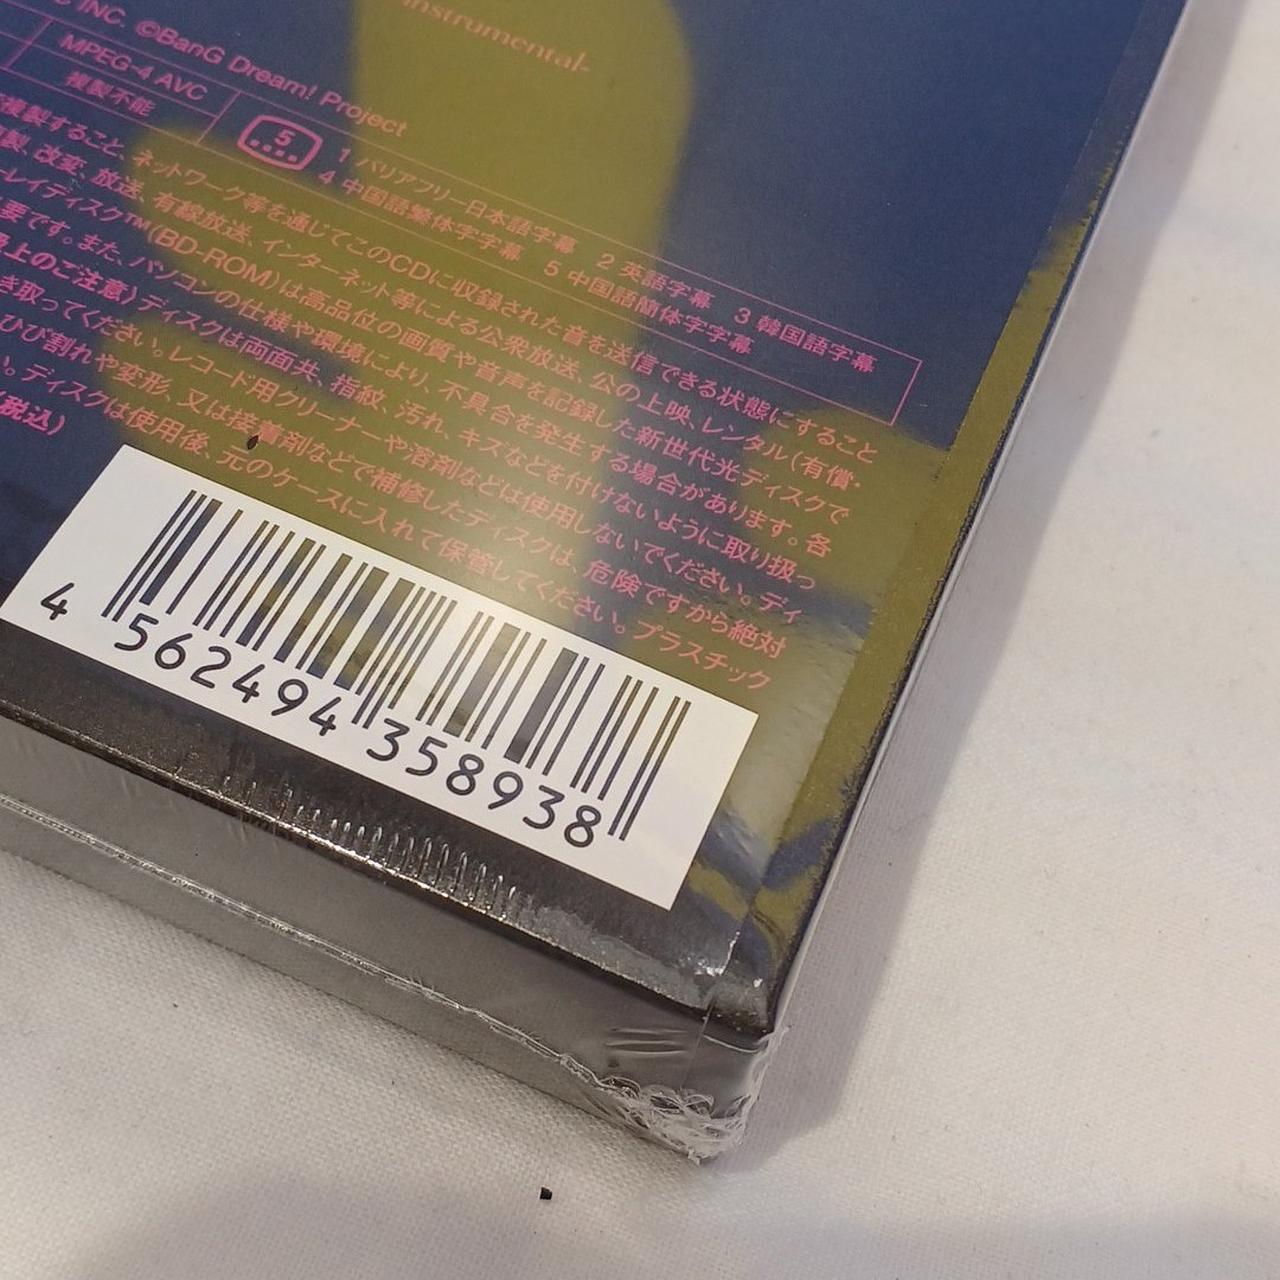 -instrumental-
INC. ©BanG Dream! Project
MPEG-4 AVC
複製不能
5
1 バリアフリー日本語字幕 2 英語字幕 3 韓国語字幕
4 中国語繁体字字幕 5 中国語簡体字字幕
複製すること、ネットワーク等を通じてこのCDに収録された音を送信できる状態にすること
製、改変、放送、有線放送、インターネット等による公衆放送、公の上映、レンタル（有償・
ーレイディスク™(BD-ROM)は高品位の画質や音声を記録した新世代光ディスクで
要です。また、パソコンの仕様や環境により、不具合を発生する場合があります。各
上のご注意）ディスクは両面共、指紋、汚れ、キズなどを付けないように取り扱っ
き取ってください。レコード用クリーナーや溶剤などは使用しないでください。ディ
ひび割れや変形、又は接着剤などで補修したディスクは、危険ですから絶対
い。ディスクは使用後、元のケースに入れて保管してください。プラスチック
(税込)
4 562494 358938